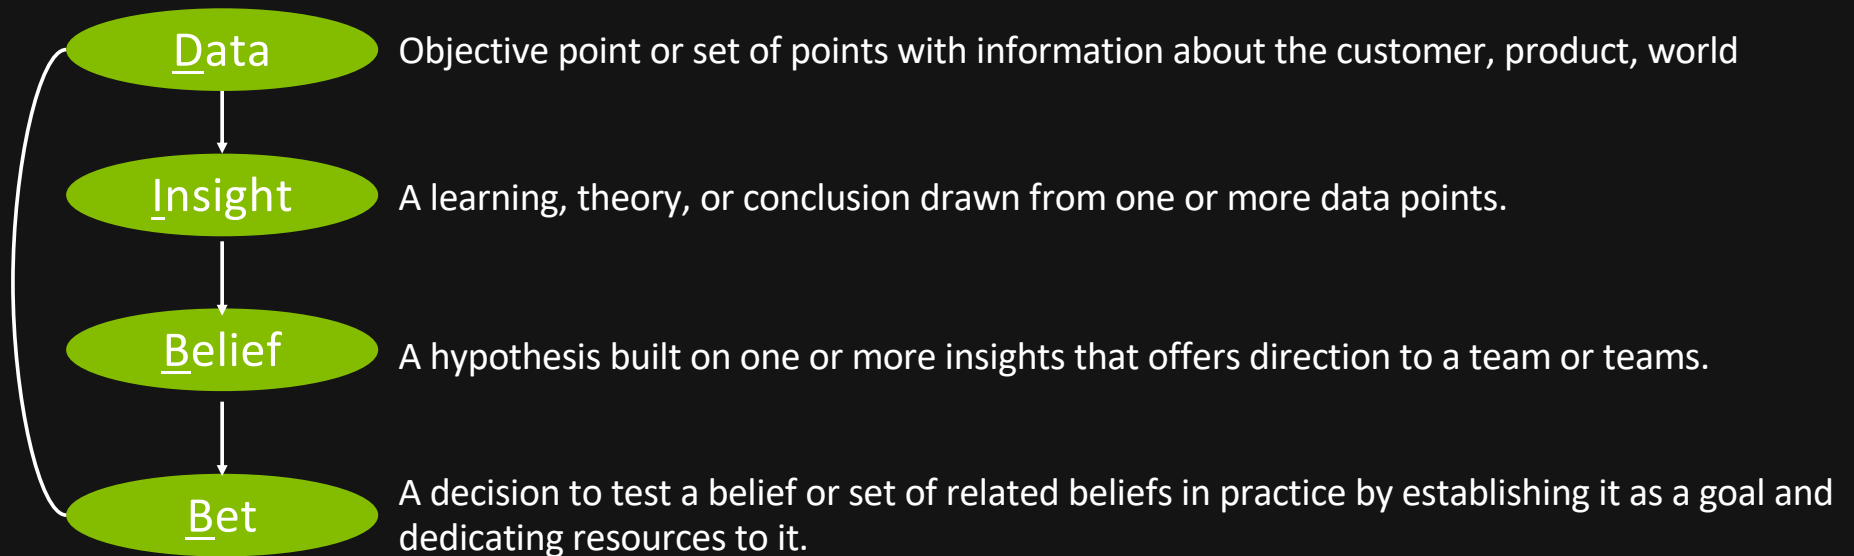 Data
Objective point or set of points with information about the customer, product, world
Insight
A learning, theory, or conclusion drawn from one or more data points.
Belief
A hypothesis built on one or more insights that offers direction to a team or teams.
Bet
A decision to test a belief or set of related beliefs in practice by establishing it as a goal and
dedicating resources to it.